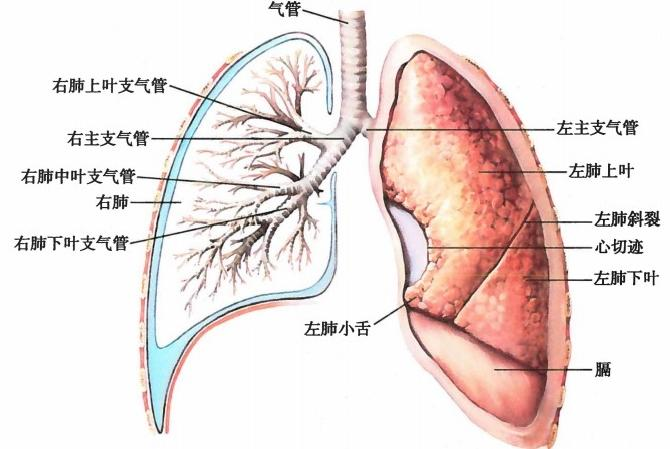 气管
右肺上叶支气管
右主支气管
右肺中叶支气管
右肺
右肺下叶支气管
左主支气管
左肺上叶
左肺斜裂
心切迹
左肺下叶
左肺小舌
膈